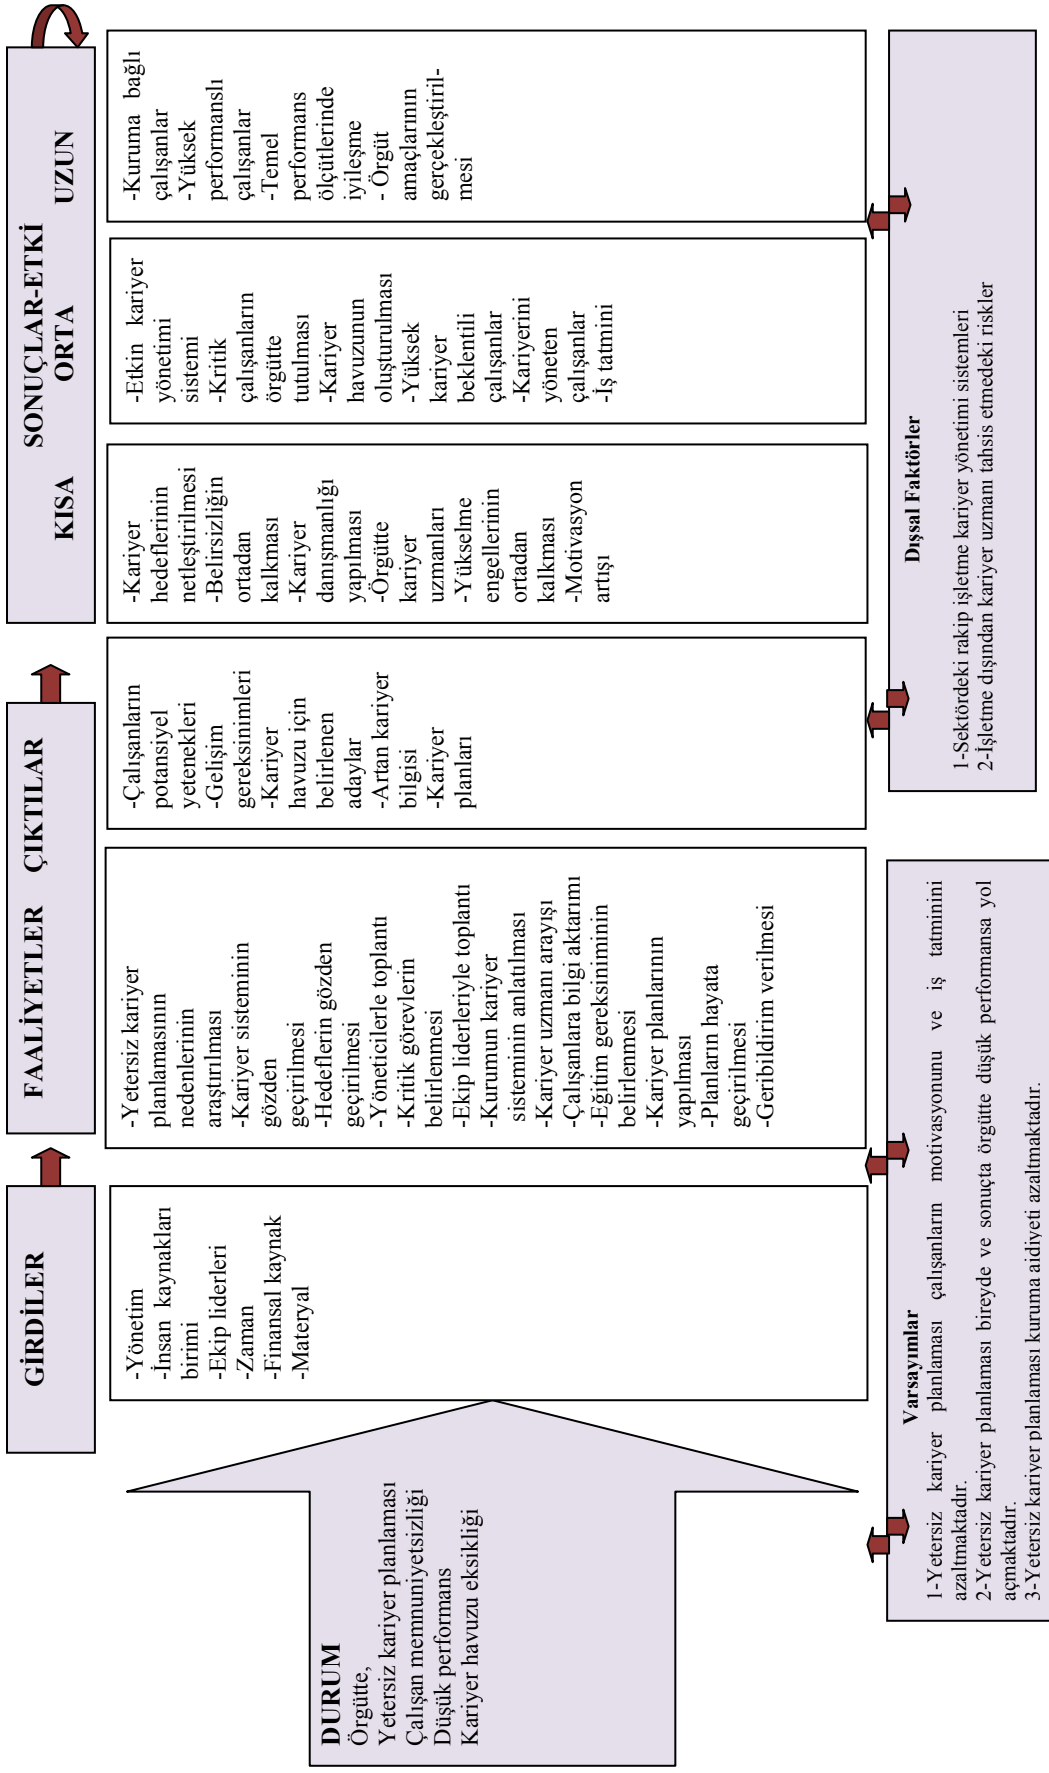 DURUM
Örgütte,
Yetersiz kariyer planlaması
Çalışan memnuniyetsizliği
Düşük performans
Kariyer havuzu eksikliği
GİRDİLER
-Yönetim
-İnsan kaynakları
birimi
-Ekip liderleri
-Zaman
-Finansal kaynak
-Materyal
FAALİYETLER ÇIKTILAR
-Yetersiz kariyer
planlamasının
nedenlerinin
araştırılması
-Kariyer sisteminin
gözden
geçirilmesi
-Hedeflerin gözden
geçirilmesi
-Yöneticilerle toplantı
-Kritik görevlerin
belirlenmesi
-Ekip liderleriyle toplantı
-Kurumun kariyer
sisteminin anlatılması
-Kariyer uzmanı arayışı
-Çalışanlara bilgi aktarımı
-Eğitim gereksiniminin
belirlenmesi
-Kariyer planlarının
yapılması
-Planların hayata
geçirilmesi
-Geribildirim verilmesi
-Çalışanların
potansiyel
yetenekleri
-Gelişim
gereksinimleri
-Kariyer
havuzu için
belirlenen
adaylar
-Artan kariyer
bilgisi
-Kariyer
planları
SONUÇLAR-ETKİ
KISA ORTA UZUN
-Kariyer
hedeflerinin
netleştirilmesi
-Belirsizliğin
ortadan
kalkması
-Kariyer
danışmanlığı
yapılması
-Örgütte
kariyer
uzmanları
-Yükselme
engellerinin
ortadan
kalkması
-Motivasyon
artışı
-Etkin kariyer
yönetimi
sistemi
-Kritik
çalışanların
örgütte
tutulması
-Kariyer
havuzunun
oluşturulması
-Yüksek
kariyer
beklentili
çalışanlar
-Kariyerini
yöneten
çalışanlar
-İş tatmini
-Kuruma bağlı
çalışanlar
-Yüksek
performanslı
çalışanlar
-Temel
performans
ölçütlerinde
iyileşme
- Örgüt
amaçlarının
gerçekleştiril-
mesi
Varsayımlar
1-Yetersiz kariyer planlaması çalışanların motivasyonunu ve iş tatminini
azaltmaktadır.
2-Yetersiz kariyer planlaması bireyde ve sonuçta örgütte düşük performansa yol
açmaktadır.
3-Yetersiz kariyer planlaması kuruma aidiyeti azaltmaktadır.
Dışsal Faktörler
1-Sektördeki rakip işletme kariyer yönetimi sistemleri
2-İşletme dışından kariyer uzmanı tahsis etmedeki riskler